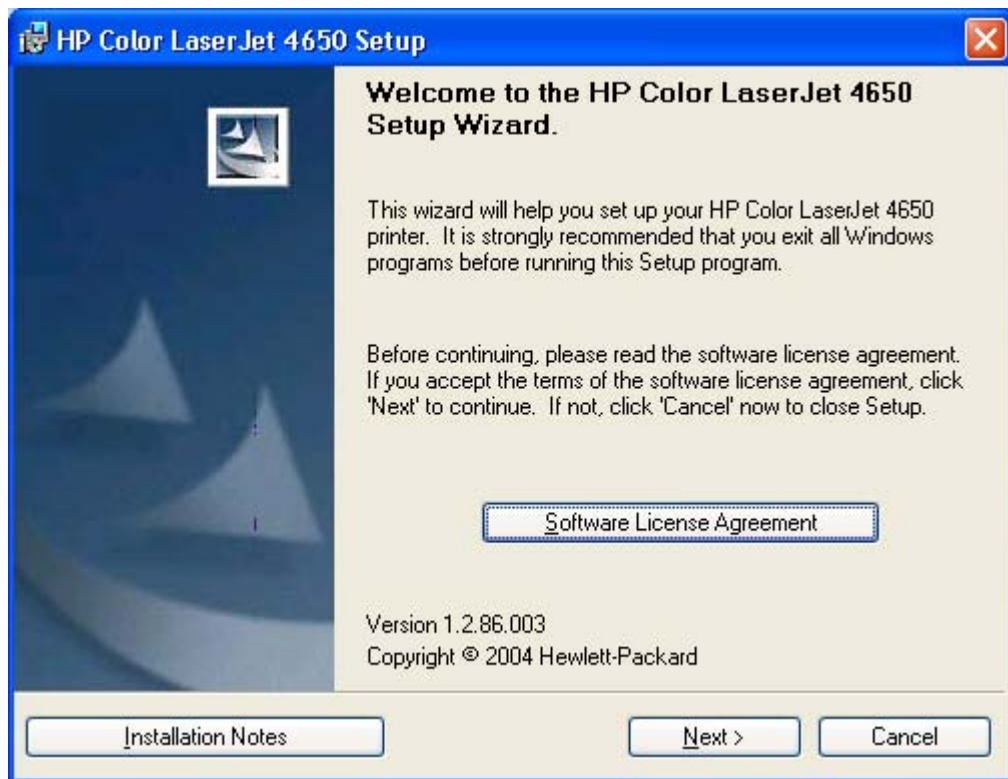 HP Color LaserJet 4650 Setup
Welcome to the HP Color LaserJet 4650
Setup Wizard.
This wizard will help you set up your HP Color LaserJet 4650
printer.  It is strongly recommended that you exit all Windows
programs before running this Setup program.
Before continuing, please read the software license agreement.
If you accept the terms of the software license agreement, click
'Next' to continue.  If not, click 'Cancel' now to close Setup.
Software License Agreement
Version 1.2.86.003
Copyright © 2004 Hewlett-Packard
Installation Notes
Next >
Cancel